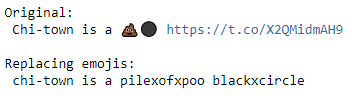 Original:
Chi-town is a 💩⚫ https://t.co/X2QMidmAH9
Replacing emojis:
chi-town is a pilexofxpoo blackxcircle